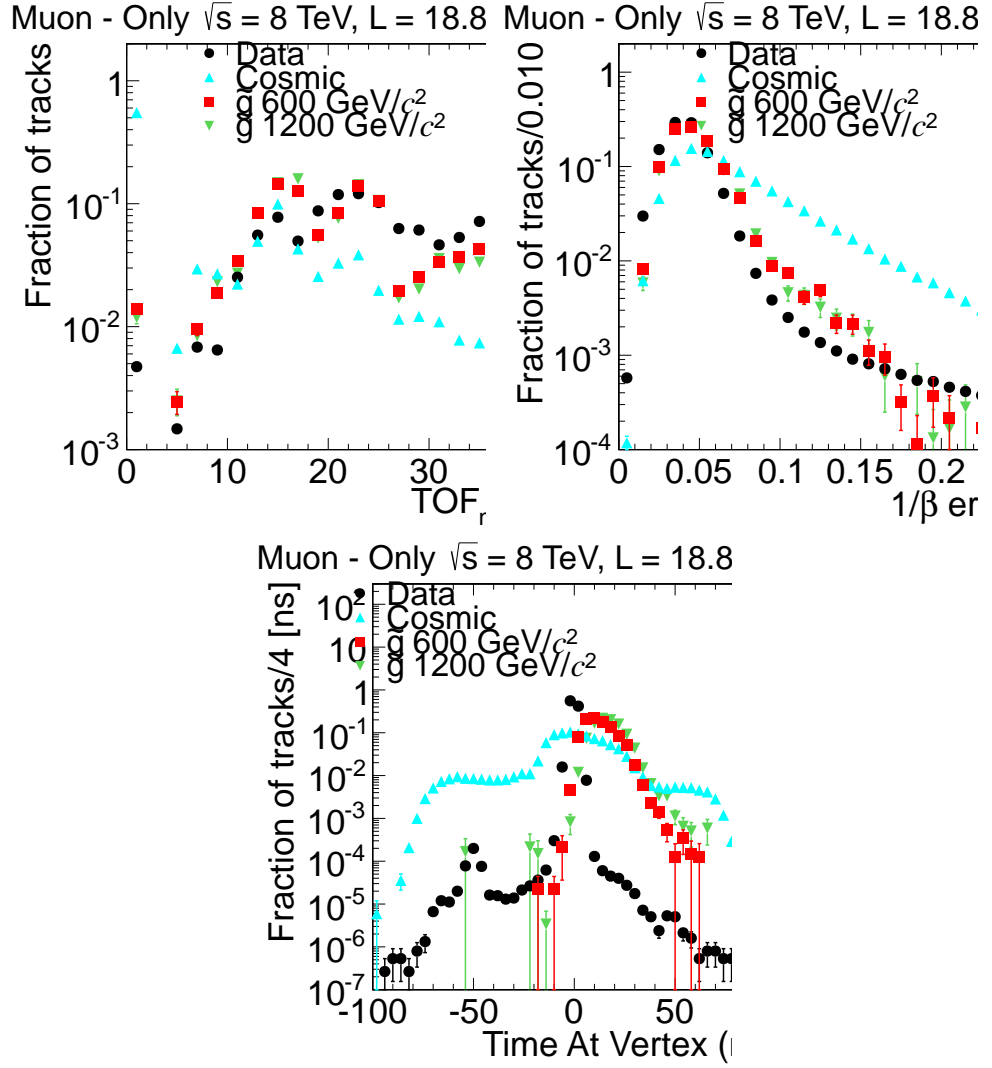 Muon - Only √s = 8 TeV, L = 18.8
Fraction of tracks
Data
Cosmic
g̃ 600 GeV/c²
g̃ 1200 GeV/c²
1
10⁻¹
10⁻²
10⁻³
0 10 20 30
TOF
Muon - Only √s = 8 TeV, L = 18.8
Fraction of tracks/0.010
Data
Cosmic
g̃ 600 GeV/c²
g̃ 1200 GeV/c²
1
10⁻¹
10⁻²
10⁻³
10⁻⁴
0 0.05 0.1 0.15 0.2
1/β er
Muon - Only √s = 8 TeV, L = 18.8
Fraction of tracks/4 [ns]
Data
Cosmic
g̃ 600 GeV/c²
g̃ 1200 GeV/c²
10²
10
1
10⁻¹
10⁻²
10⁻³
10⁻⁴
10⁻⁵
10⁻⁶
10⁻⁷
-100 -50 0 50
Time At Vertex (